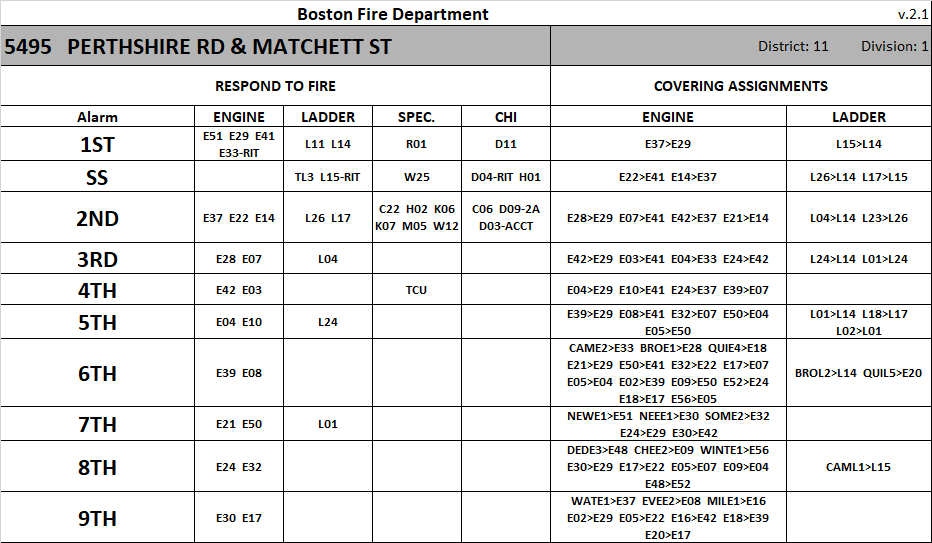 Boston Fire Department v.2.1
5495 PERTHSHIRE RD & MATCHETT ST District: 11 Division: 1
RESPOND TO FIRE COVERING ASSIGNMENTS
Alarm ENGINE LADDER SPEC. CHI ENGINE LADDER
1ST E51 E29 E41 E33-RIT L11 L14 R01 D11 E37>E29 L15>L14
SS TL3 L15-RIT W25 D04-RIT H01 E22>E41 E14>E37 L26>L14 L17>L15
2ND E37 E22 E14 L26 L17 C22 H02 K06 K07 M05 W12 C06 D09-2A D03-ACCT E28>E29 E07>E41 E42>E37 E21>E14 L04>L14 L23>L26
3RD E28 E07 L04 E42>E29 E03>E41 E04>E33 E24>E42 L24>L14 L01>L24
4TH E42 E03 TCU E04>E29 E10>E41 E24>E37 E39>E07
5TH E04 E10 L24 E39>E29 E08>E41 E32>E07 E50>E04 E05>E50 L01>L14 L18>L17 L02>L01
6TH E39 E08 CAME2>E33 BROE1>E28 QUIE4>E18 E21>E29 E50>E41 E32>E22 E17>E07 E05>E04 E02>E39 E09>E50 E52>E24 E18>E17 E56>E05 BROL2>L14 QUIL5>E20
7TH E21 E50 L01 NEWE1>E51 NEEE1>E30 SOME2>E32 E24>E29 E30>E42
8TH E24 E32 DEDE3>E48 CHEE2>E09 WINTE1>E56 E30>E29 E17>E22 E05>E07 E09>E04 E48>E52 CAML1>L15
9TH E30 E17 WATE1>E37 EVEE2>E08 MILE1>E16 E02>E29 E05>E22 E16>E42 E18>E39 E20>E17